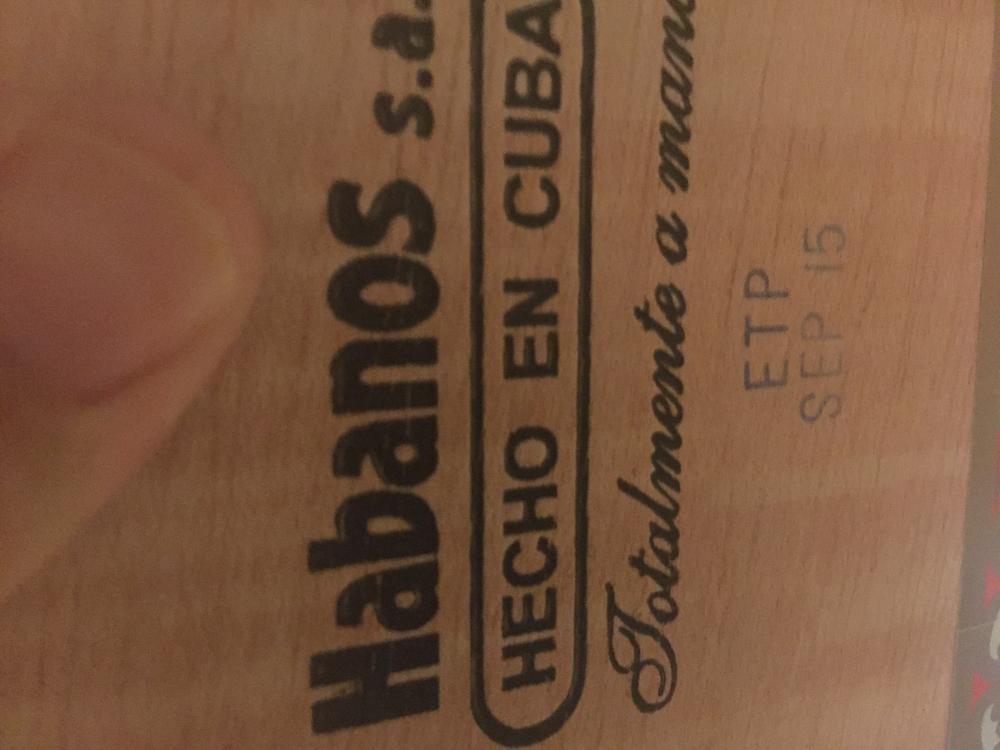 Habanos s.a.
HECHO EN CUBA
Totalmente a mano
ETP
SEP 15